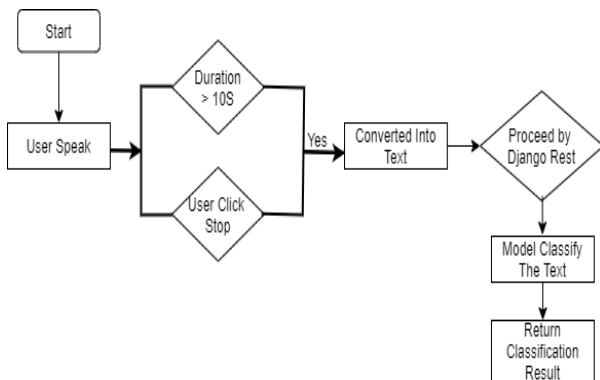 Start
User Speak
Duration
> 10S
User Click
Stop
Yes
Converted Into
Text
Proceed by
Django Rest
Model Classify
The Text
Return
Classification
Result